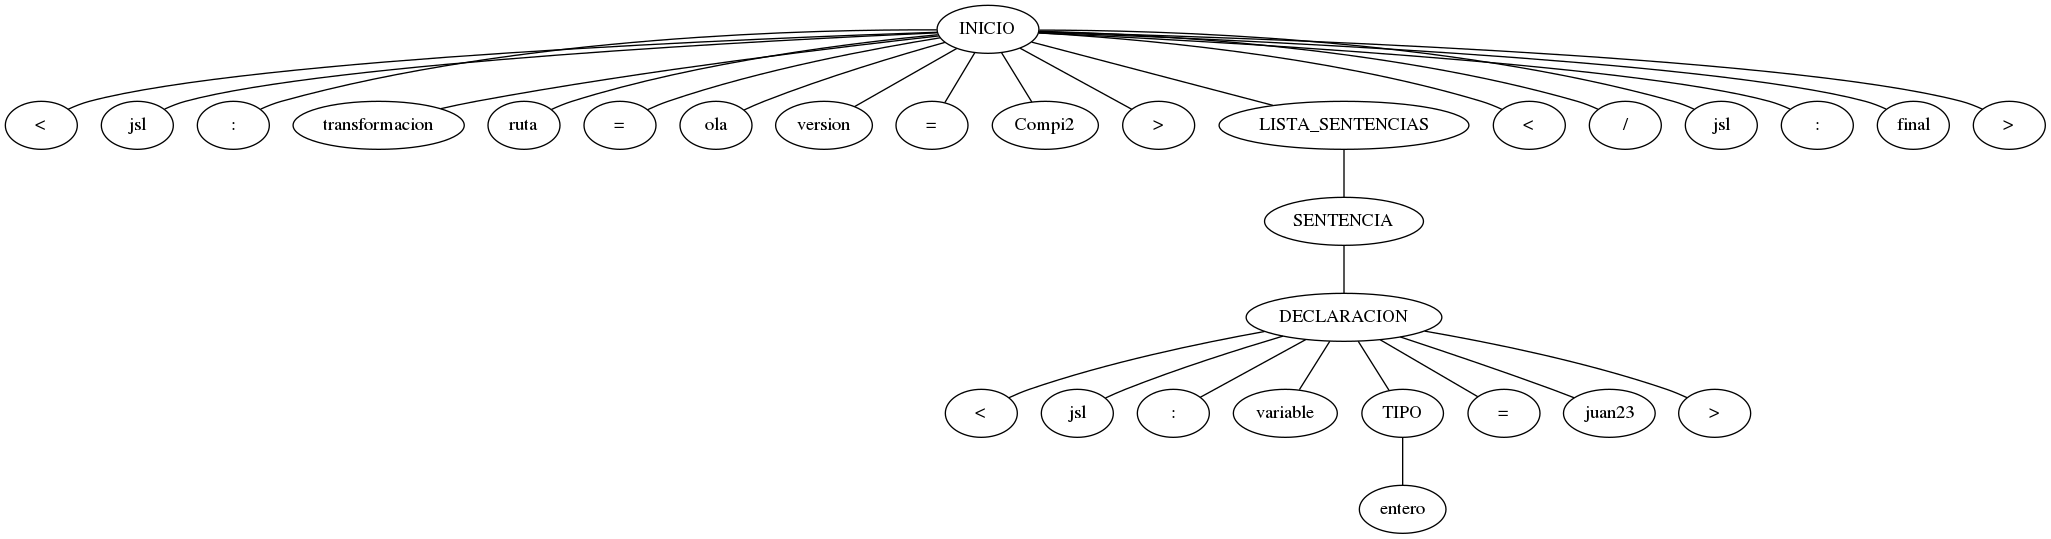 INICIO
< jsl : transformacion ruta = ola version = Compi2 > LISTA_SENTENCIAS < / jsl : final >
SENTENCIA
DECLARACION
< jsl : variable TIPO = juan23 >
entero